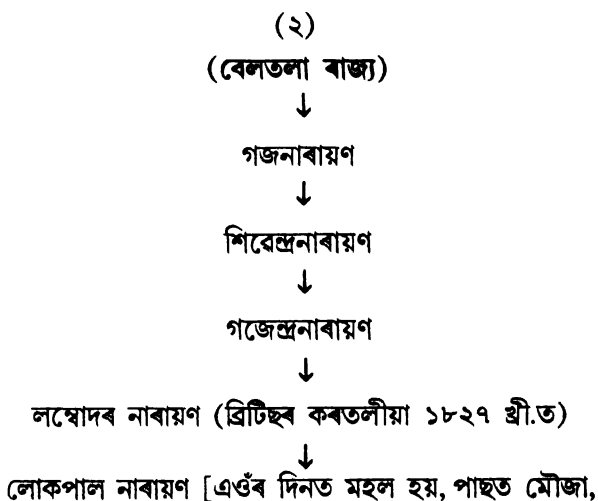 (২)
(বেলতলা ৰাজ্য)
↓
গজনাৰায়ণ
↓
শিৱেন্দ্ৰনাৰায়ণ
↓
গজেন্দ্ৰনাৰায়ণ
↓
লম্বোদৰ নাৰায়ণ (ব্ৰিটিছৰ কৰতলীয়া ১৮২৭ খ্ৰী.ত)
↓
লোকপাল নাৰায়ণ [এওঁৰ দিনত মহল হয়, পাছত মৌজা,